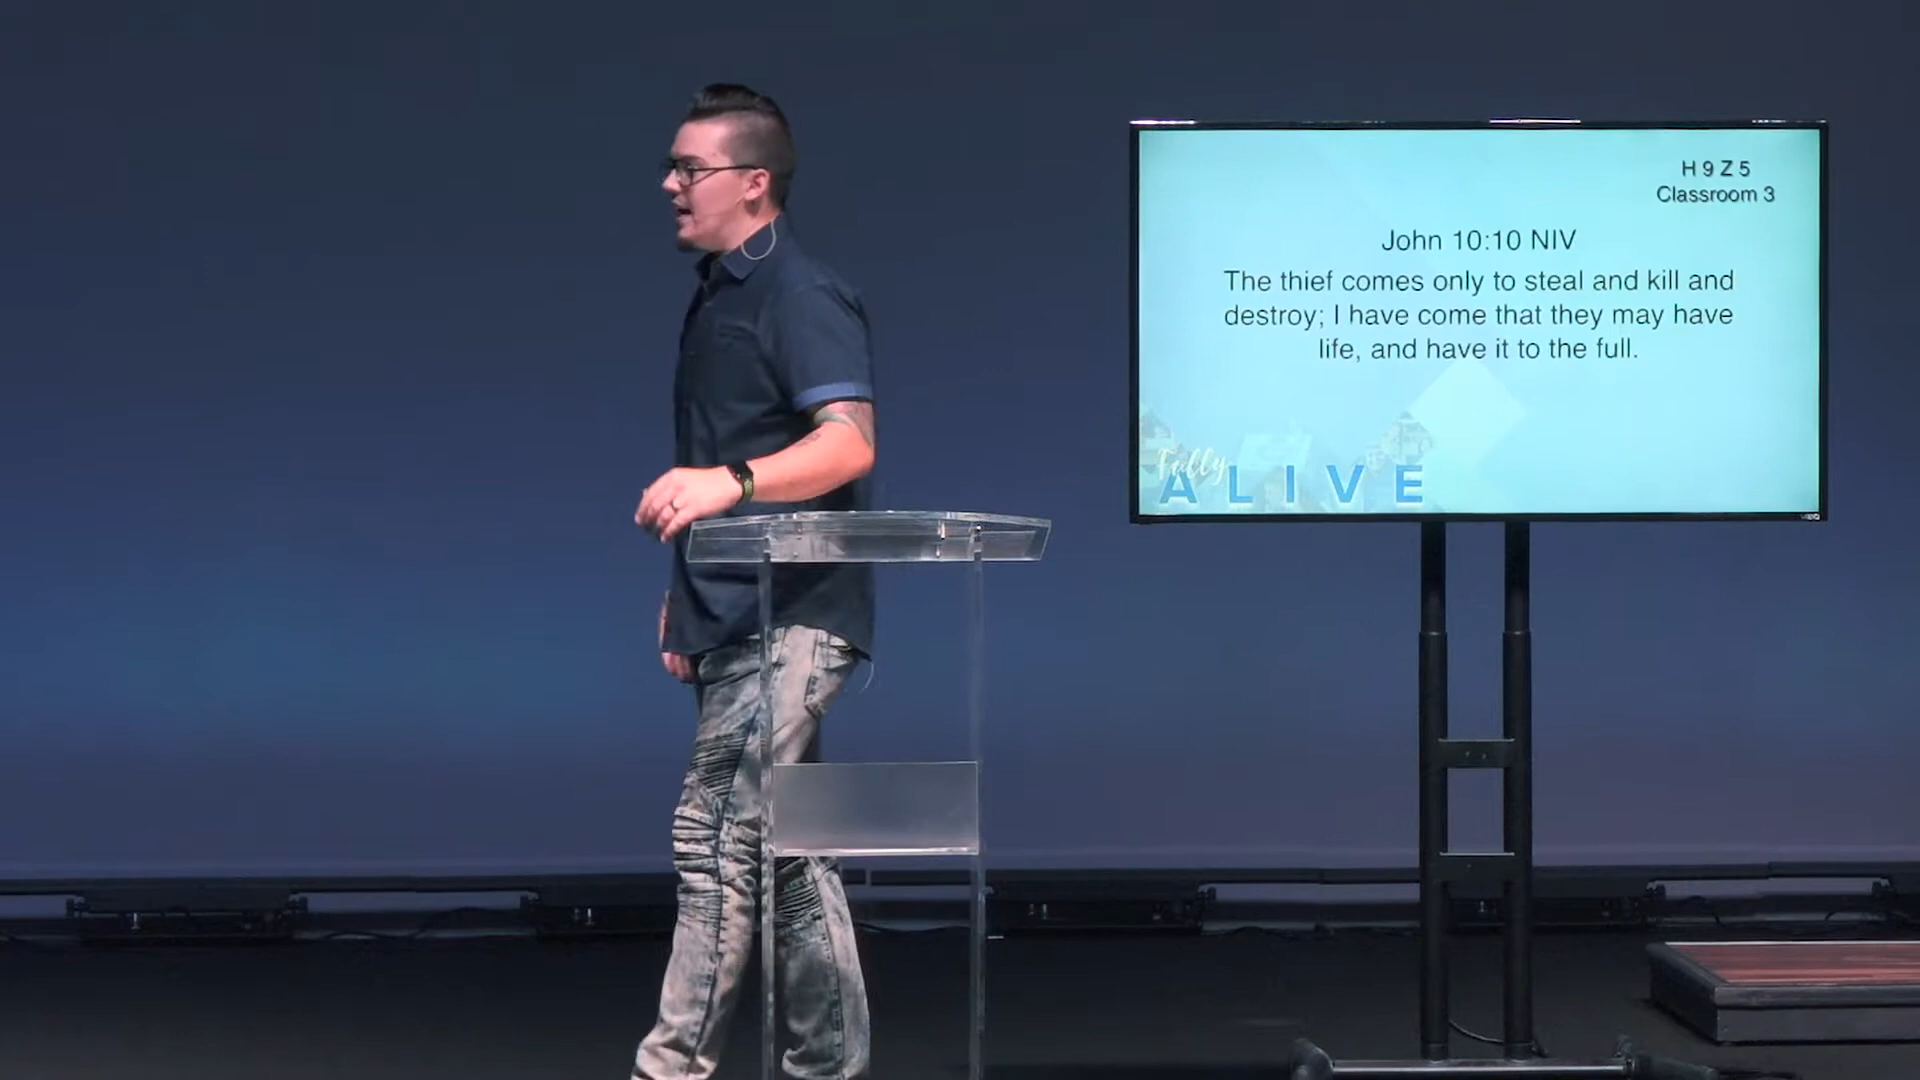 H 9 Z 5
Classroom 3
John 10:10 NIV
The thief comes only to steal and kill and
destroy; I have come that they may have
life, and have it to the full.
Fully
ALIVE
VIZIO